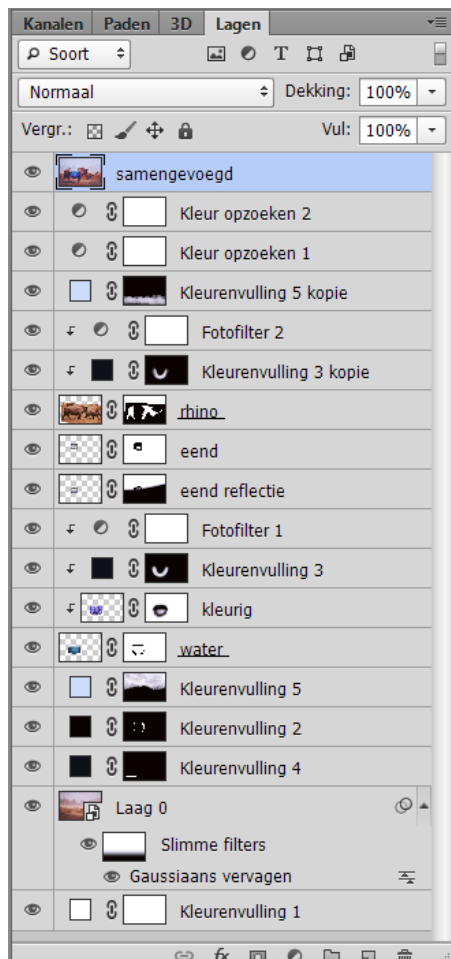 Kanalen Paden 3D Lagen
Soort T
Normaal Dekking: 100%
Vergr.: Vul: 100%
samengevoegd
Kleur opzoeken 2
Kleur opzoeken 1
Kleurenvulling 5 kopie
Fotofilter 2
Kleurenvulling 3 kopie
rhino
eend
eend reflectie
Fotofilter 1
Kleurenvulling 3
kleurig
water
Kleurenvulling 5
Kleurenvulling 2
Kleurenvulling 4
Laag 0
Slimme filters
Gaussiaans vervagen
Kleurenvulling 1
fx